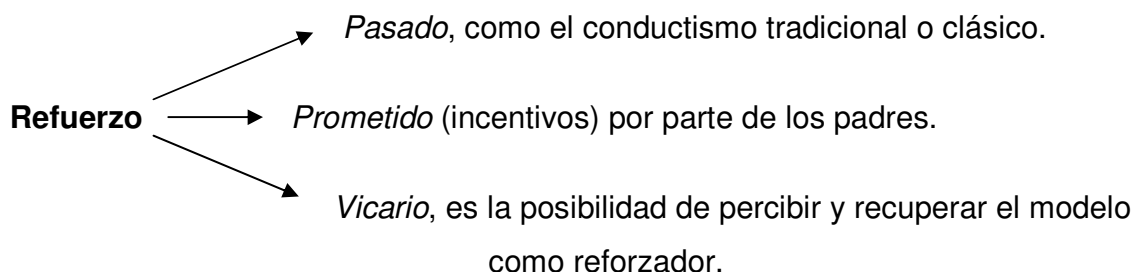 Pasado, como el conductismo tradicional o clásico.
Refuerzo
Prometido (incentivos) por parte de los padres.
Vicario, es la posibilidad de percibir y recuperar el modelo
como reforzador.